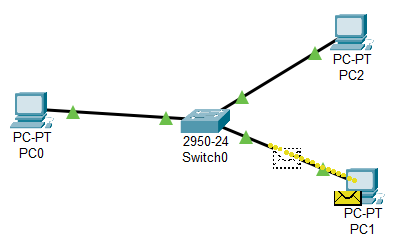 PC-PT
PC2
PC-PT
PC0
2950-24
Switch0
PC-PT
PC1